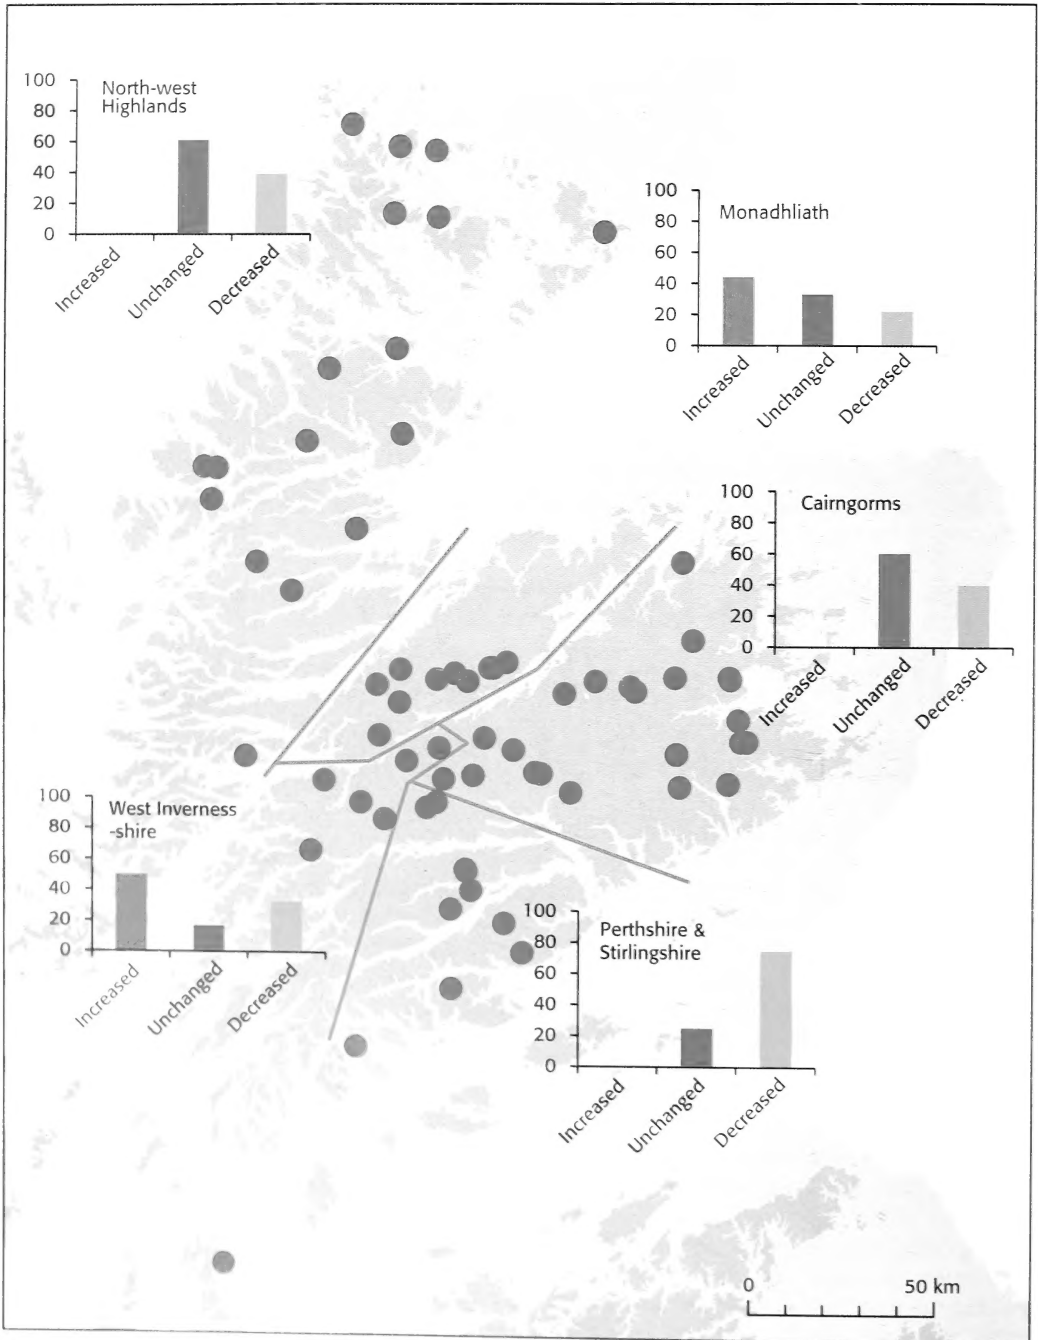 North-west
Highlands
100
80
60
40
20
0
Increased
Unchanged
Decreased
Monadhliath
100
80
60
40
20
0
Increased
Unchanged
Decreased
Cairngorms
100
80
60
40
20
0
Increased
Unchanged
Decreased
West Inverness
-shire
100
80
60
40
20
0
Increased
Unchanged
Decreased
Perthshire &
Stirlingshire
100
80
60
40
20
0
Increased
Unchanged
Decreased
0 50 km